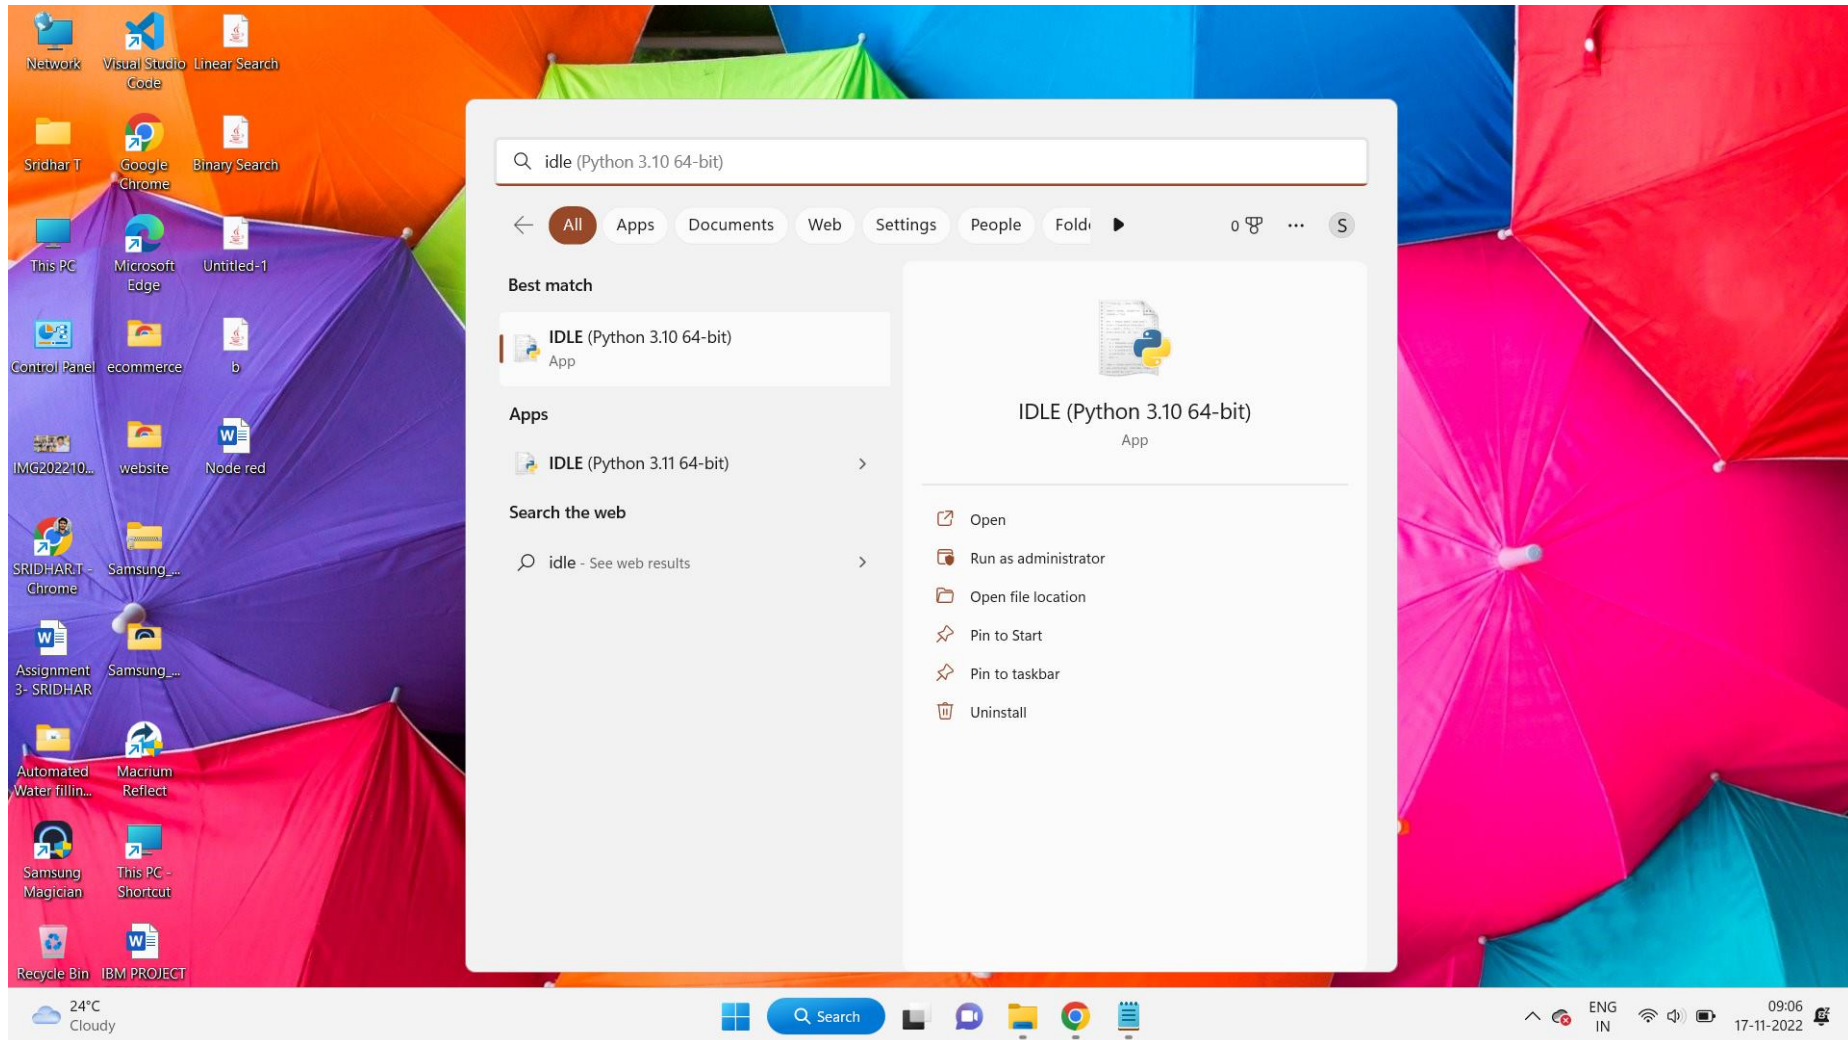 Network
Visual Studio
Code
Linear Search
Sridhar T
Google
Chrome
Binary Search
This PC
Microsoft
Edge
Untitled-1
Control Panel
ecommerce
b
IMG202210...
website
Node red
SRIDHAR.T -
Chrome
Samsung_...
Assignment
3- SRIDHAR
Samsung_...
Automated
Water fillin...
Macrium
Reflect
Samsung
Magician
This PC -
Shortcut
Recycle Bin
IBM PROJECT
idle (Python 3.10 64-bit)
All Apps Documents Web Settings People Folde
0
S
Best match
IDLE (Python 3.10 64-bit)
App
Apps
IDLE (Python 3.11 64-bit)
Search the web
idle - See web results
IDLE (Python 3.10 64-bit)
App
Open
Run as administrator
Open file location
Pin to Start
Pin to taskbar
Uninstall
24°C
Cloudy
Search
ENG
IN
09:06
17-11-2022